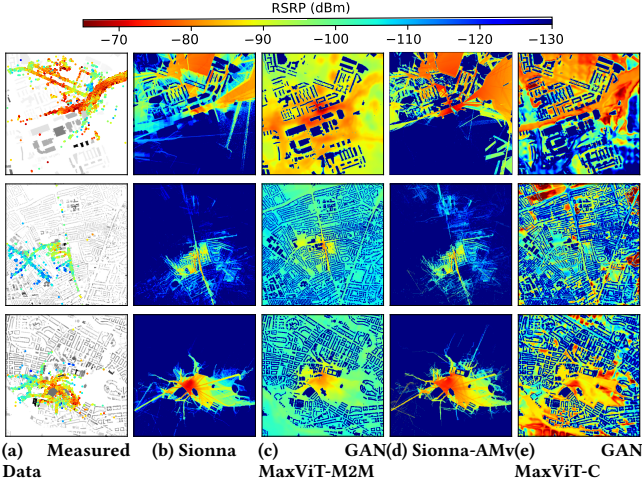 RSRP (dBm)
−70 −80 −90 −100 −110 −120 −130
(a) Measured Data
(b) Sionna
(c) GAN MaxViT-M2M
(d) Sionna-AMv
(e) GAN MaxViT-C